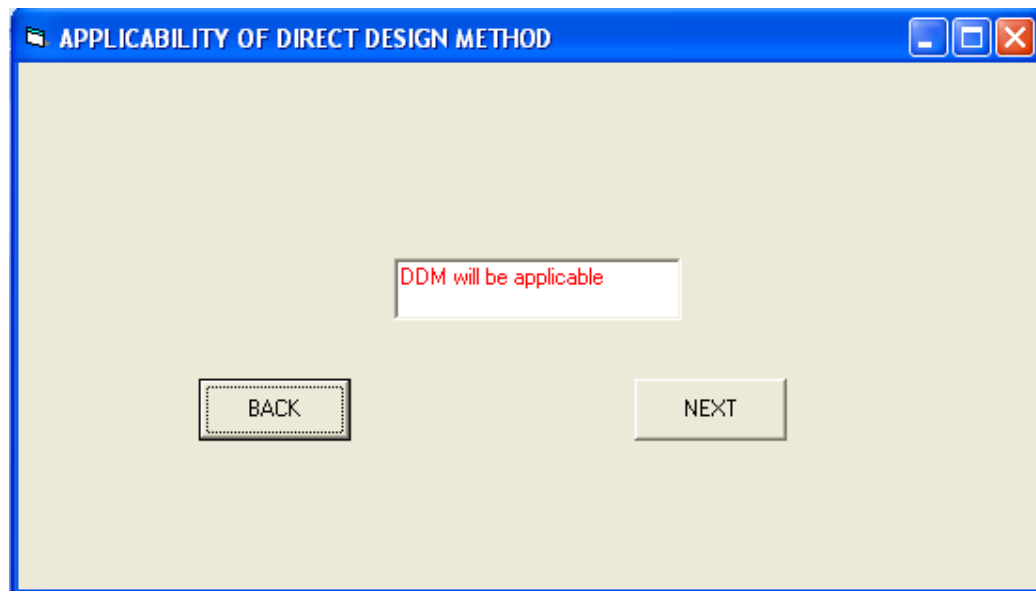 APPLICABILITY OF DIRECT DESIGN METHOD
DDM will be applicable
BACK
NEXT